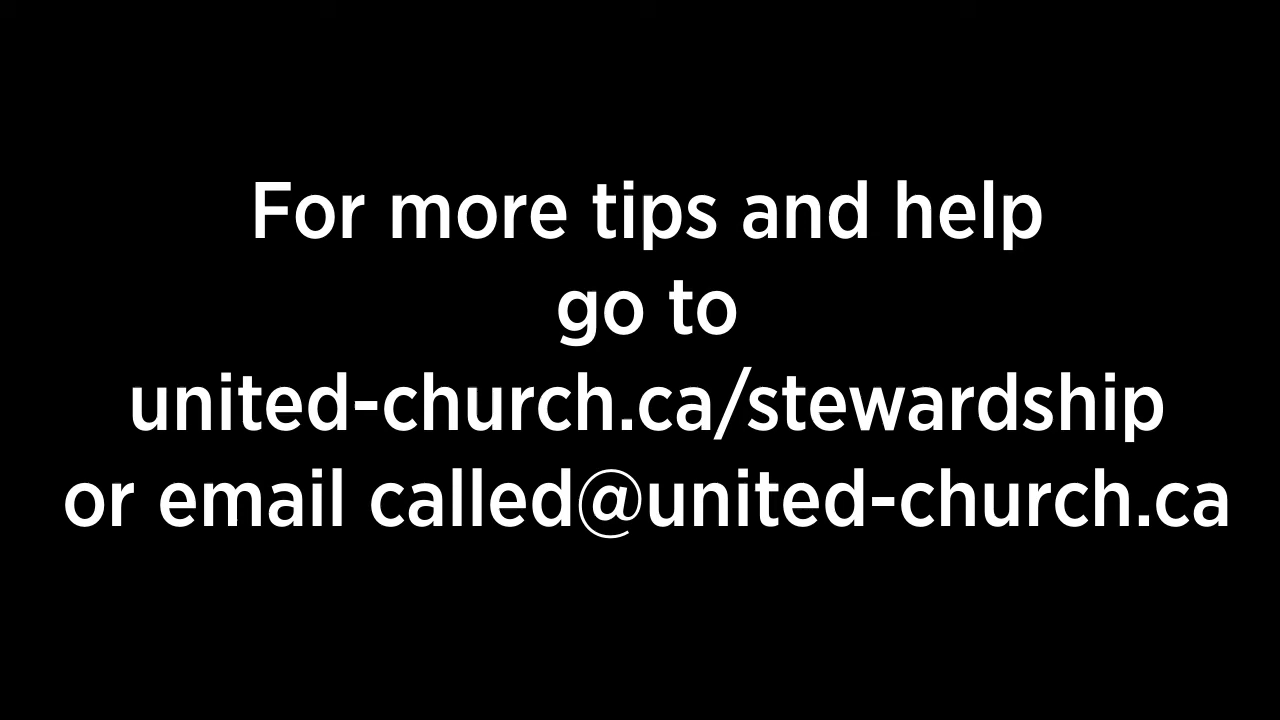 For more tips and help
go to
united-church.ca/stewardship
or email called@united-church.ca